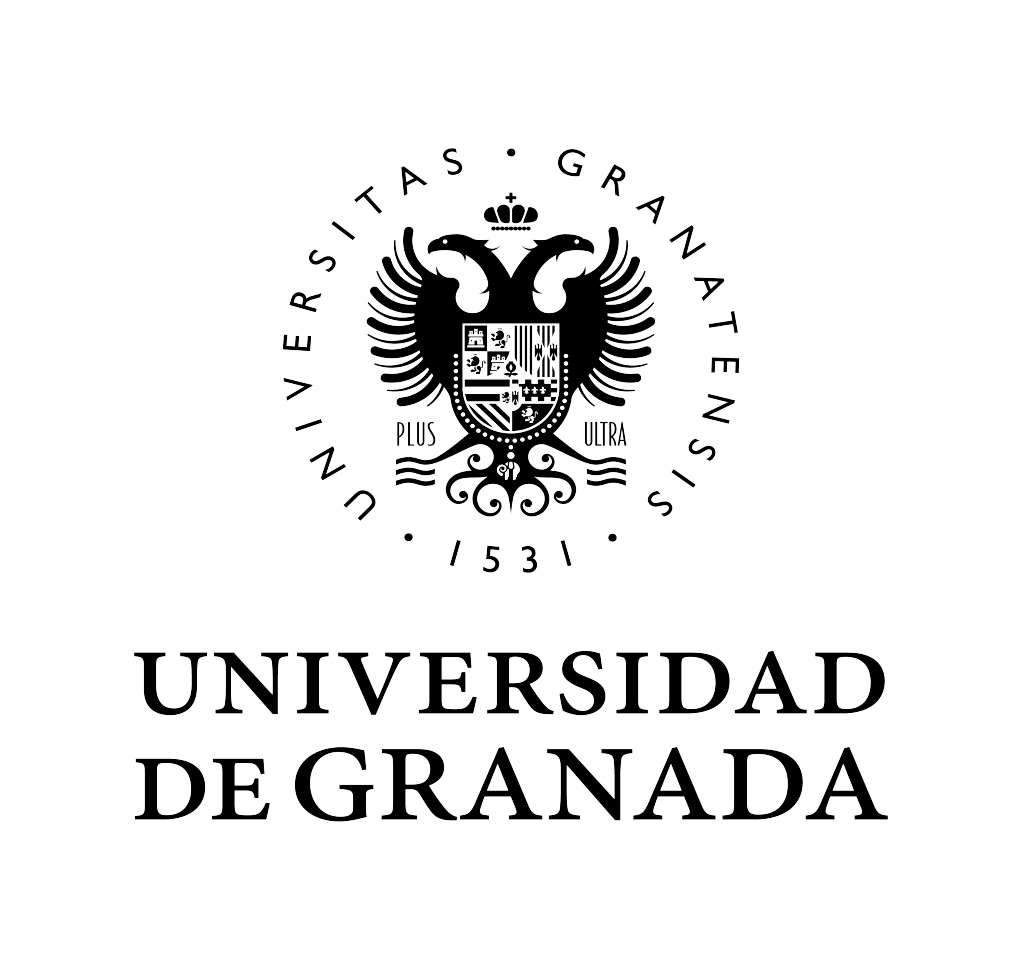 UNIVERSITAS · GRANATENSIS
PLUS ULTRA
· 1531 ·
UNIVERSIDAD
DE GRANADA